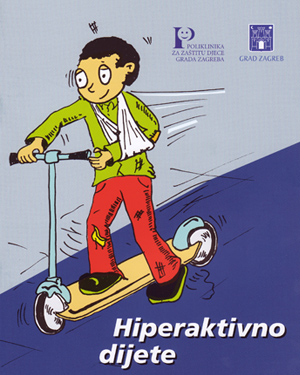 POLIKLINIKA
ZA ZAŠTITU DJECE
GRADA ZAGREBA
GRAD ZAGREB
Hiperaktivno
dijete